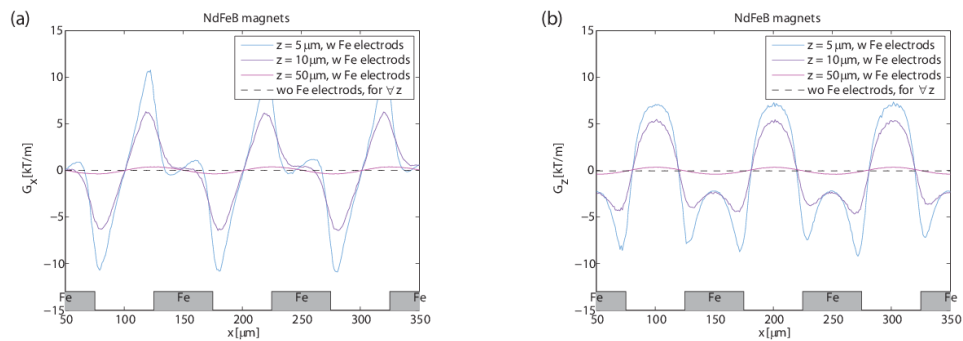 (a)
NdFeB magnets
15
10
5
0
−5
−10
−15
G_x[kT/m]
z = 5 μm, w Fe electrods
z = 10 μm, w Fe electrods
z = 50 μm, w Fe electrods
wo Fe electrods, for ∀ z
Fe Fe Fe Fe
50 100 150 200 250 300 350
x[μm]
(b)
NdFeB magnets
15
10
5
0
−5
−10
−15
G_z[kT/m]
z = 5 μm, w Fe electrods
z = 10 μm, w Fe electrods
z = 50 μm, w Fe electrods
wo Fe electrods, for ∀ z
Fe Fe Fe Fe
50 100 150 200 250 300 350
x[μm]